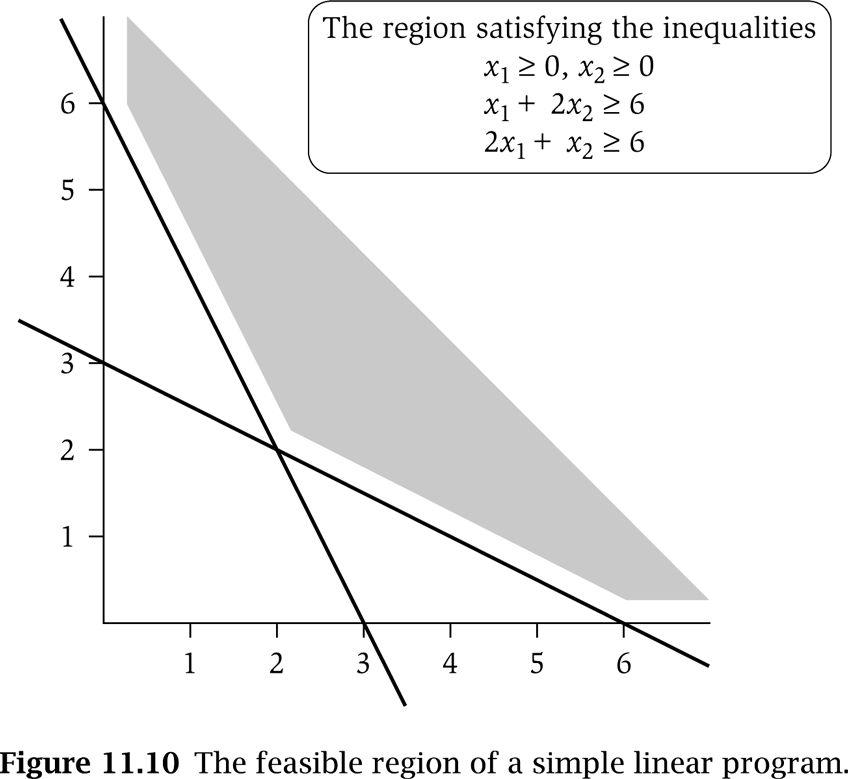 The region satisfying the inequalities
x₁ ≥ 0, x₂ ≥ 0
x₁ + 2x₂ ≥ 6
2x₁ + x₂ ≥ 6
6
5
4
3
2
1
1 2 3 4 5 6
Figure 11.10 The feasible region of a simple linear program.